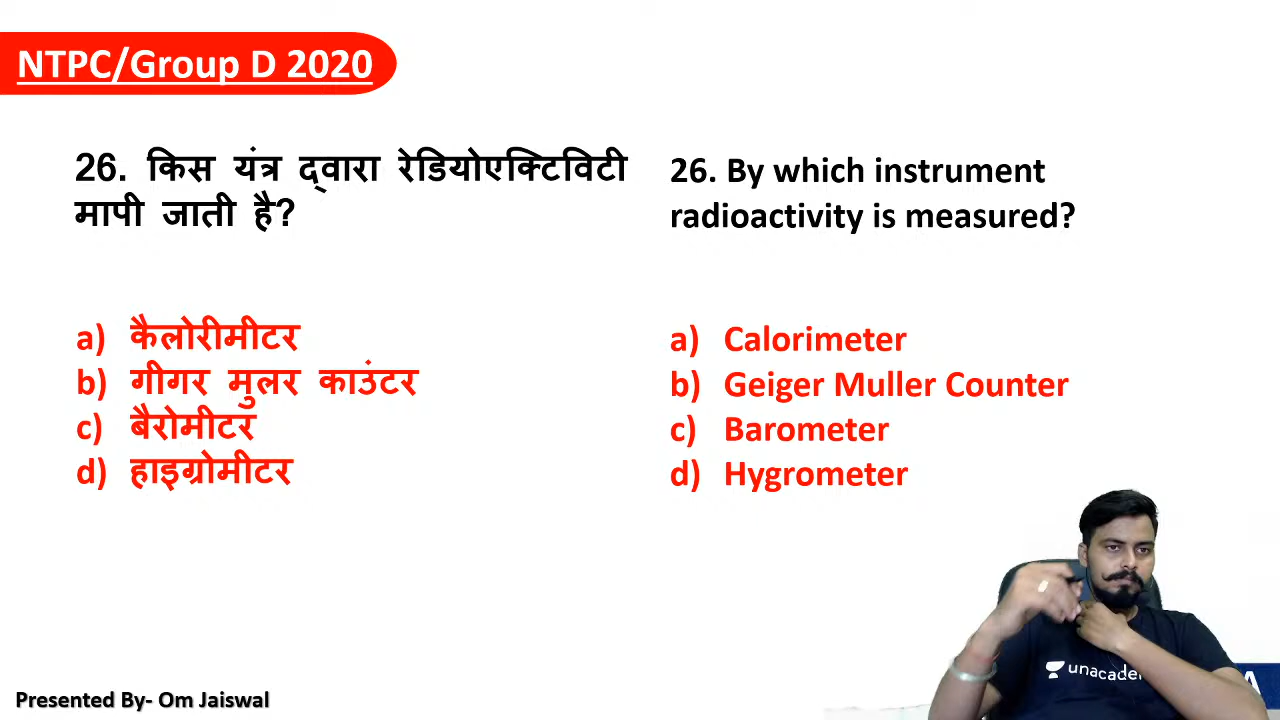 NTPC/Group D 2020
26. किस यंत्र द्वारा रेडियोएक्टिविटी
मापी जाती है?
a) कैलोरीमीटर
b) गीगर मुलर काउंटर
c) बैरोमीटर
d) हाइग्रोमीटर
26. By which instrument
radioactivity is measured?
a) Calorimeter
b) Geiger Muller Counter
c) Barometer
d) Hygrometer
unacade
A
Presented By- Om Jaiswal